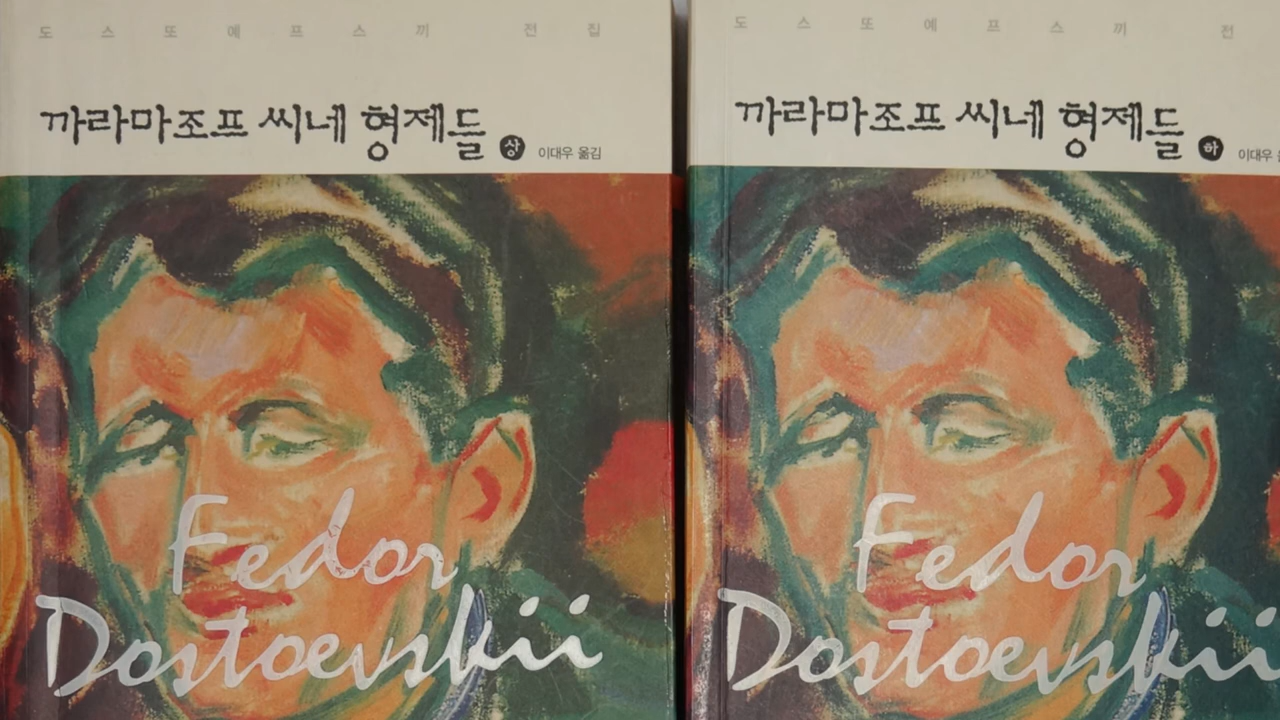 도스또예프스끼 전집
까라마조프 씨네 형제들 상 이대우 옮김
Fedor
Dostoevskii
도스또예프스끼 전
까라마조프 씨네 형제들 하 이대우
Fedor
Dostoevskii